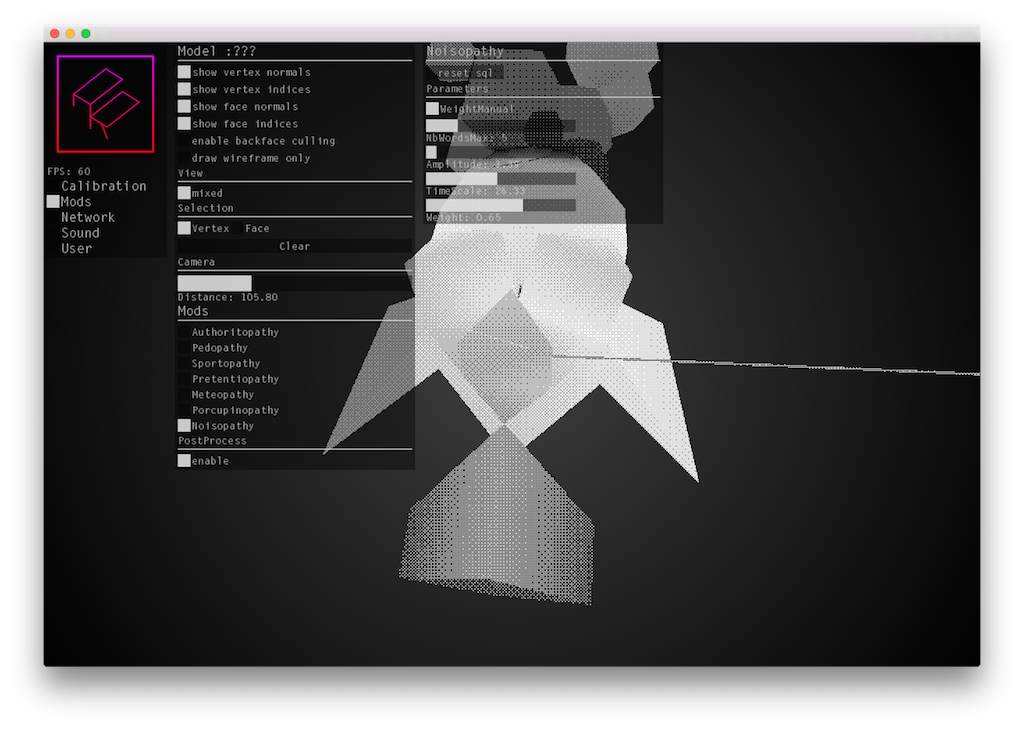 FPS: 60
Calibration
Mods
Network
Sound
User
Model :???
show vertex normals
show vertex indices
show face normals
show face indices
enable backface culling
draw wireframe only
View
mixed
Selection
Vertex Face
Clear
Camera
Distance: 105.80
Mods
Authoritopathy
Pedopathy
Sportopathy
Pretentiopathy
Meteopathy
Porcupinopathy
Noisopathy
PostProcess
enable
Noisopathy
reset sql
Parameters
WeightManual
NbWordsMax: 5
Amplitude:
TimeScale: 26.33
Weight: 0.65